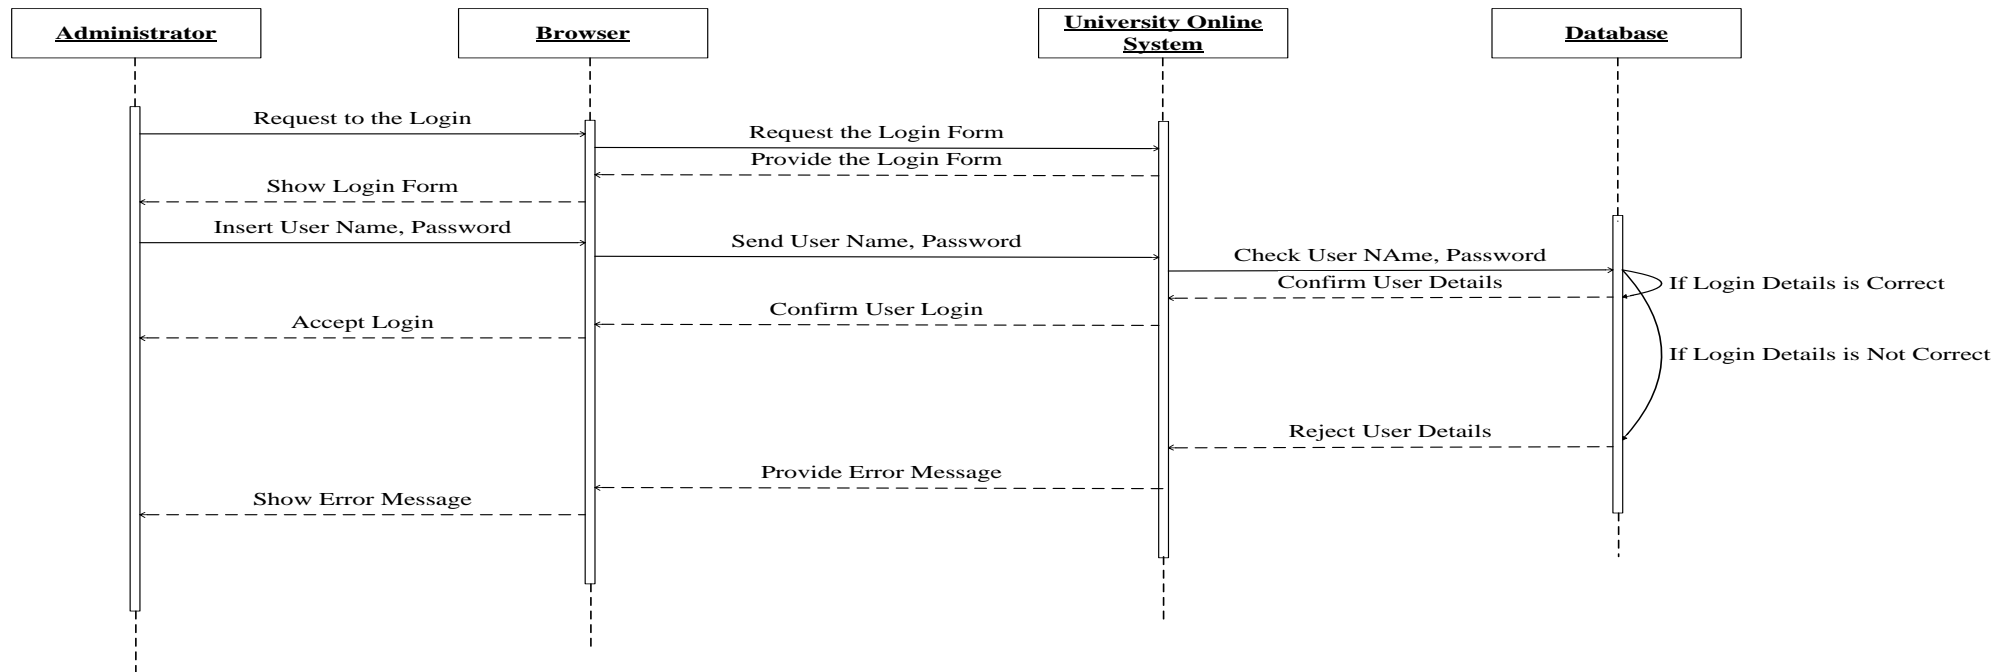 Administrator
Browser
University Online
System
Database
Request to the Login
Request the Login Form
Provide the Login Form
Show Login Form
Insert User Name, Password
Send User Name, Password
Check User NAme, Password
Confirm User Details
If Login Details is Correct
Confirm User Login
Accept Login
If Login Details is Not Correct
Reject User Details
Provide Error Message
Show Error Message